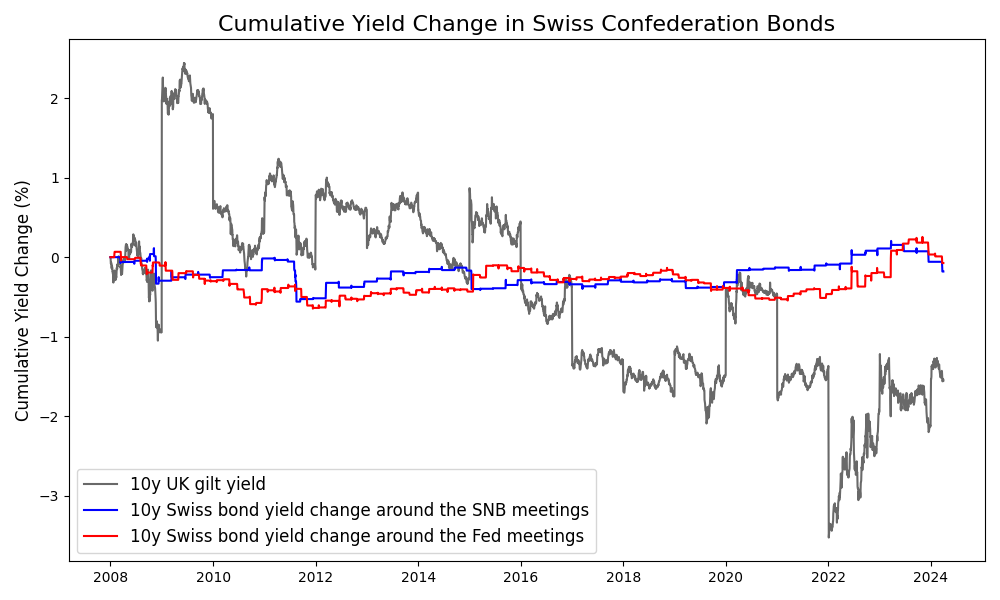 Cumulative Yield Change in Swiss Confederation Bonds
Cumulative Yield Change (%)
2
1
0
−1
−2
−3
10y UK gilt yield
10y Swiss bond yield change around the SNB meetings
10y Swiss bond yield change around the Fed meetings
2008 2010 2012 2014 2016 2018 2020 2022 2024